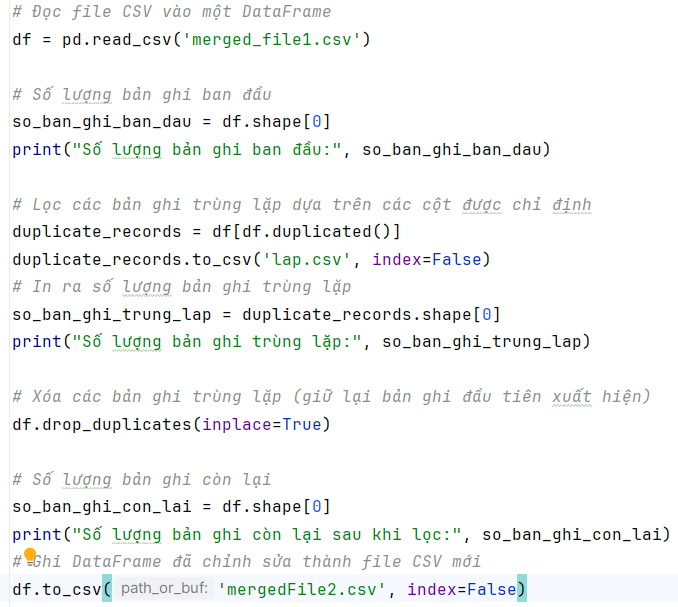 # Đọc file CSV vào một DataFrame
df = pd.read_csv('merged_file1.csv')
# Số lượng bản ghi ban đầu
so_ban_ghi_ban_dau = df.shape[0]
print("Số lượng bản ghi ban đầu:", so_ban_ghi_ban_dau)
# Lọc các bản ghi trùng lặp dựa trên các cột được chỉ định
duplicate_records = df[df.duplicated()]
duplicate_records.to_csv('lap.csv', index=False)
# In ra số lượng bản ghi trùng lặp
so_ban_ghi_trung_lap = duplicate_records.shape[0]
print("Số lượng bản ghi trùng lặp:", so_ban_ghi_trung_lap)
# Xóa các bản ghi trùng lặp (giữ lại bản ghi đầu tiên xuất hiện)
df.drop_duplicates(inplace=True)
# Số lượng bản ghi còn lại
so_ban_ghi_con_lai = df.shape[0]
print("Số lượng bản ghi còn lại sau khi lọc:", so_ban_ghi_con_lai)
# Ghi DataFrame đã chỉnh sửa thành file CSV mới
df.to_csv( path_or_buf: 'mergedFile2.csv', index=False)